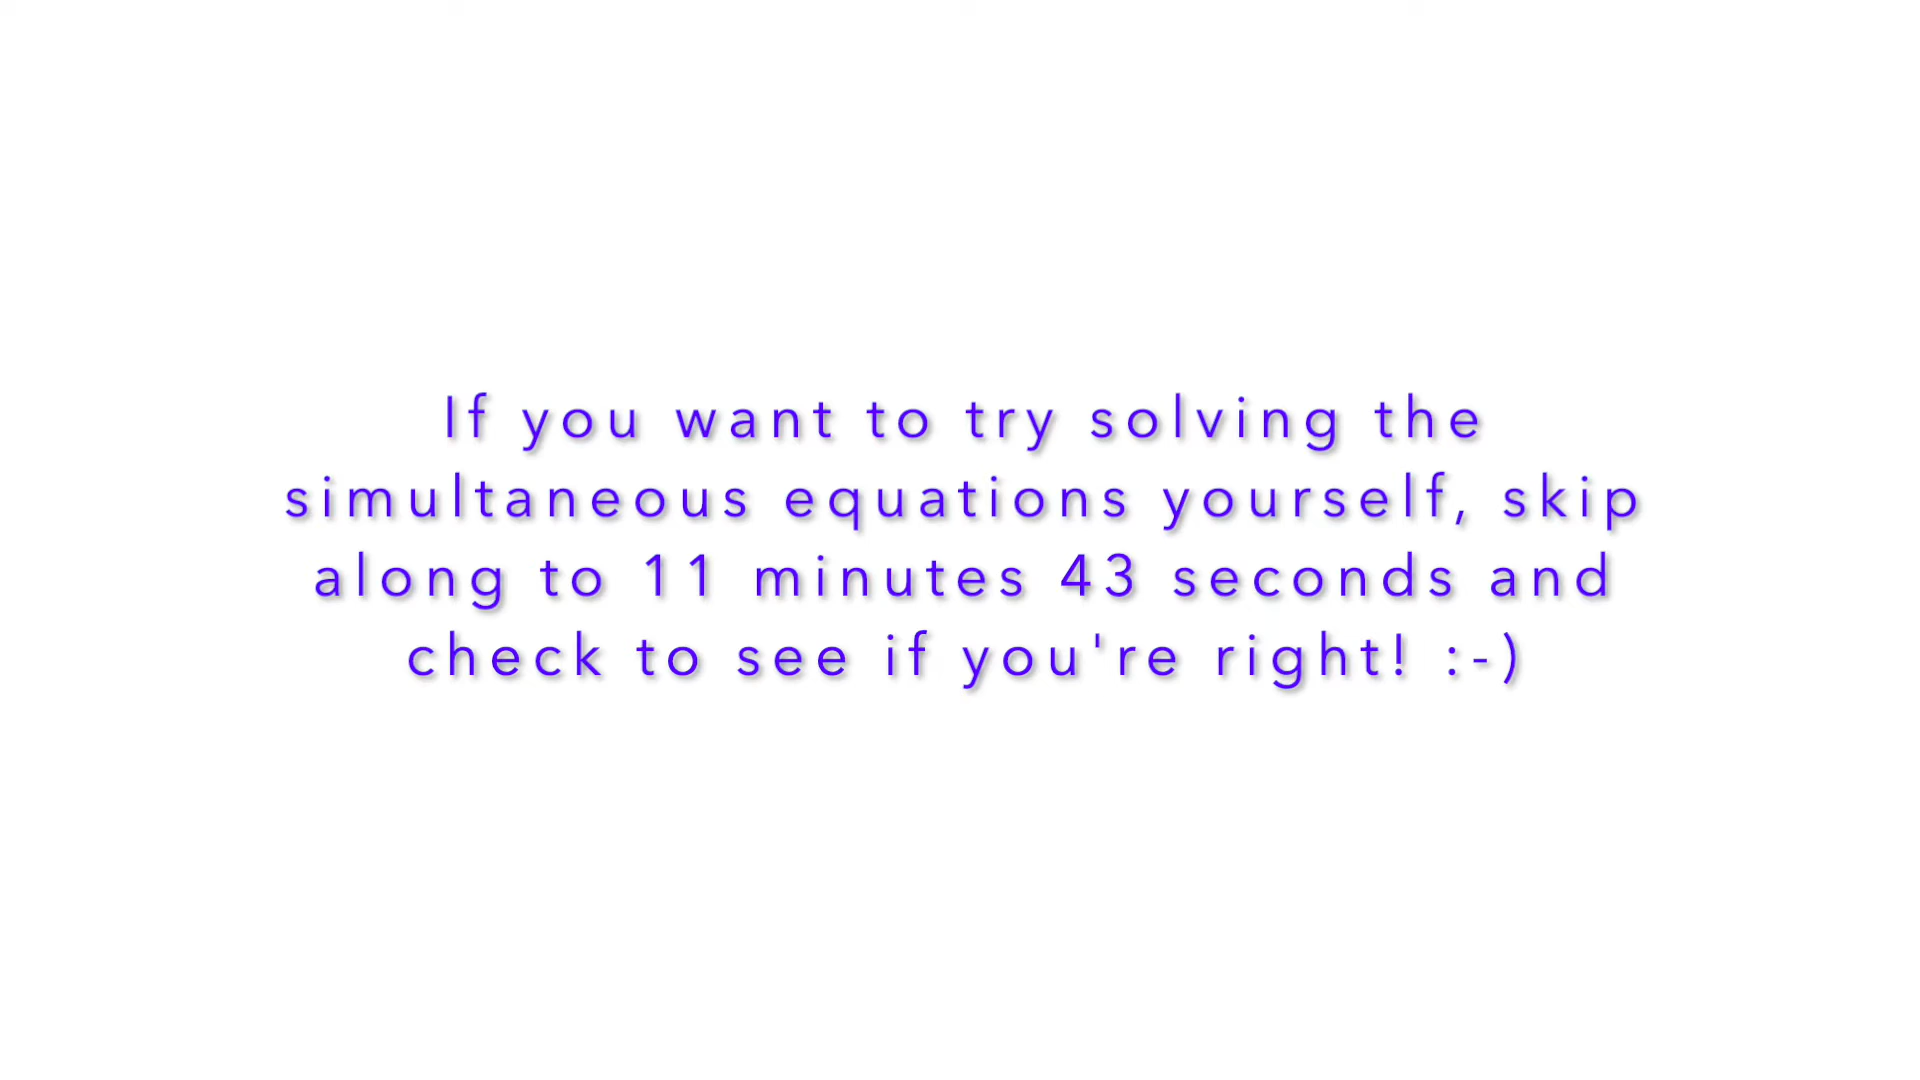 If you want to try solving the
simultaneous equations yourself, skip
along to 11 minutes 43 seconds and
check to see if you're right! :-)